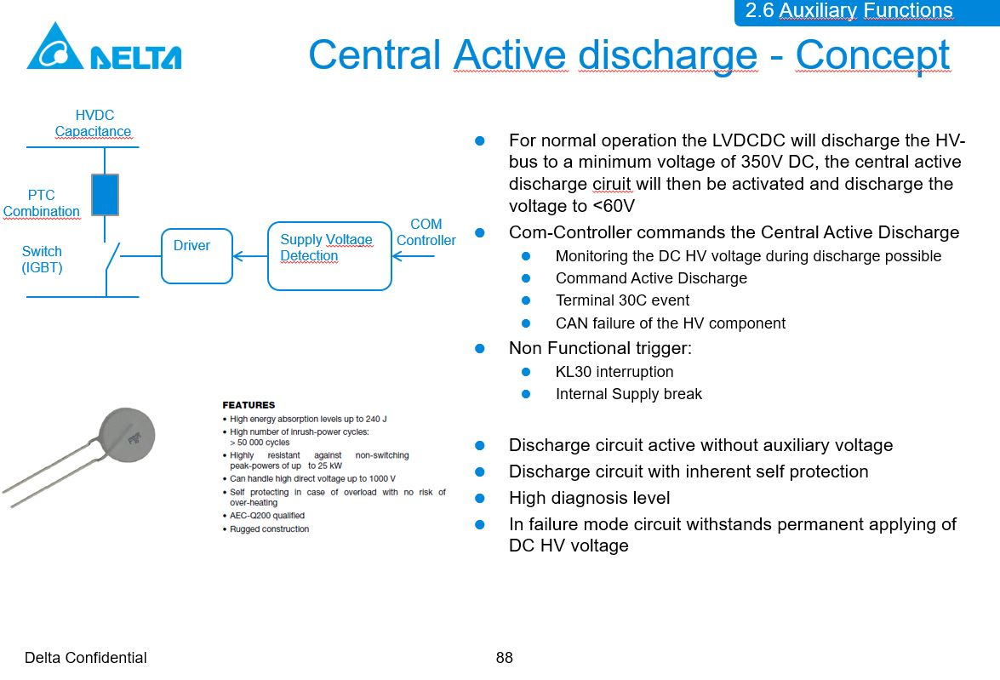 2.6 Auxiliary Functions
DELTA
Central Active discharge - Concept
HVDC
Capacitance
PTC
Combination
Switch
(IGBT)
Driver
Supply Voltage
Detection
COM
Controller
● For normal operation the LVDCDC will discharge the HV-
bus to a minimum voltage of 350V DC, the central active
discharge ciruit will then be activated and discharge the
voltage to <60V
● Com-Controller commands the Central Active Discharge
● Monitoring the DC HV voltage during discharge possible
● Command Active Discharge
● Terminal 30C event
● CAN failure of the HV component
● Non Functional trigger:
● KL30 interruption
● Internal Supply break
● Discharge circuit active without auxiliary voltage
● Discharge circuit with inherent self protection
● High diagnosis level
● In failure mode circuit withstands permanent applying of
DC HV voltage
FEATURES
• High energy absorption levels up to 240 J
• High number of inrush-power cycles:
> 50 000 cycles
• Highly resistant against non-switching
peak-powers of up to 25 kW
• Can handle high direct voltage up to 1000 V
• Self protecting in case of overload with no risk of
over-heating
• AEC-Q200 qualified
• Rugged construction
Delta Confidential
88